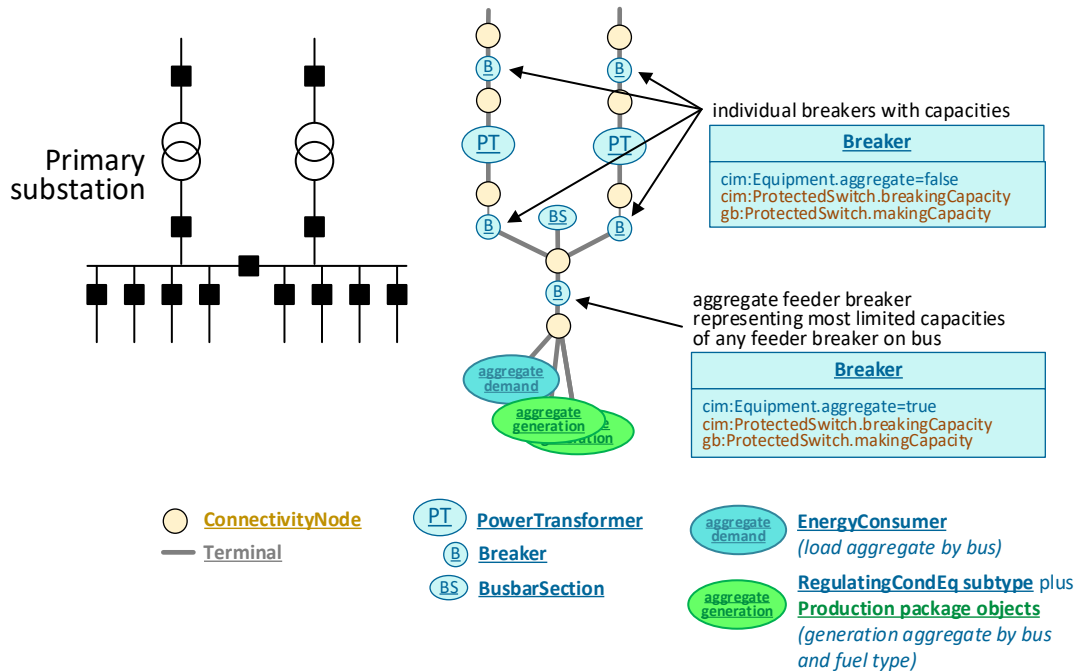 Primary
substation
B
B
PT
PT
B
BS
B
B
individual breakers with capacities
Breaker
cim:Equipment.aggregate=false
cim:ProtectedSwitch.breakingCapacity
gb:ProtectedSwitch.makingCapacity
aggregate feeder breaker
representing most limited capacities
of any feeder breaker on bus
Breaker
cim:Equipment.aggregate=true
cim:ProtectedSwitch.breakingCapacity
gb:ProtectedSwitch.makingCapacity
aggregate
demand
aggregate
generation
ConnectivityNode
Terminal
PT PowerTransformer
B Breaker
BS BusbarSection
aggregate
demand
EnergyConsumer
(load aggregate by bus)
aggregate
generation
RegulatingCondEq subtype plus
Production package objects
(generation aggregate by bus
and fuel type)